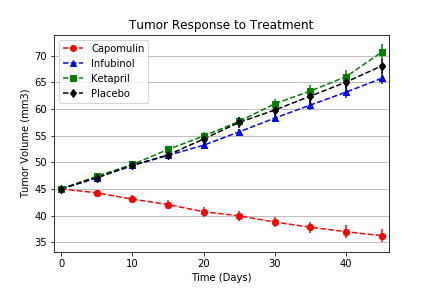 Tumor Response to Treatment
Tumor Volume (mm3)
70
65
60
55
50
45
40
35
Capomulin
Infubinol
Ketapril
Placebo
0 10 20 30 40
Time (Days)